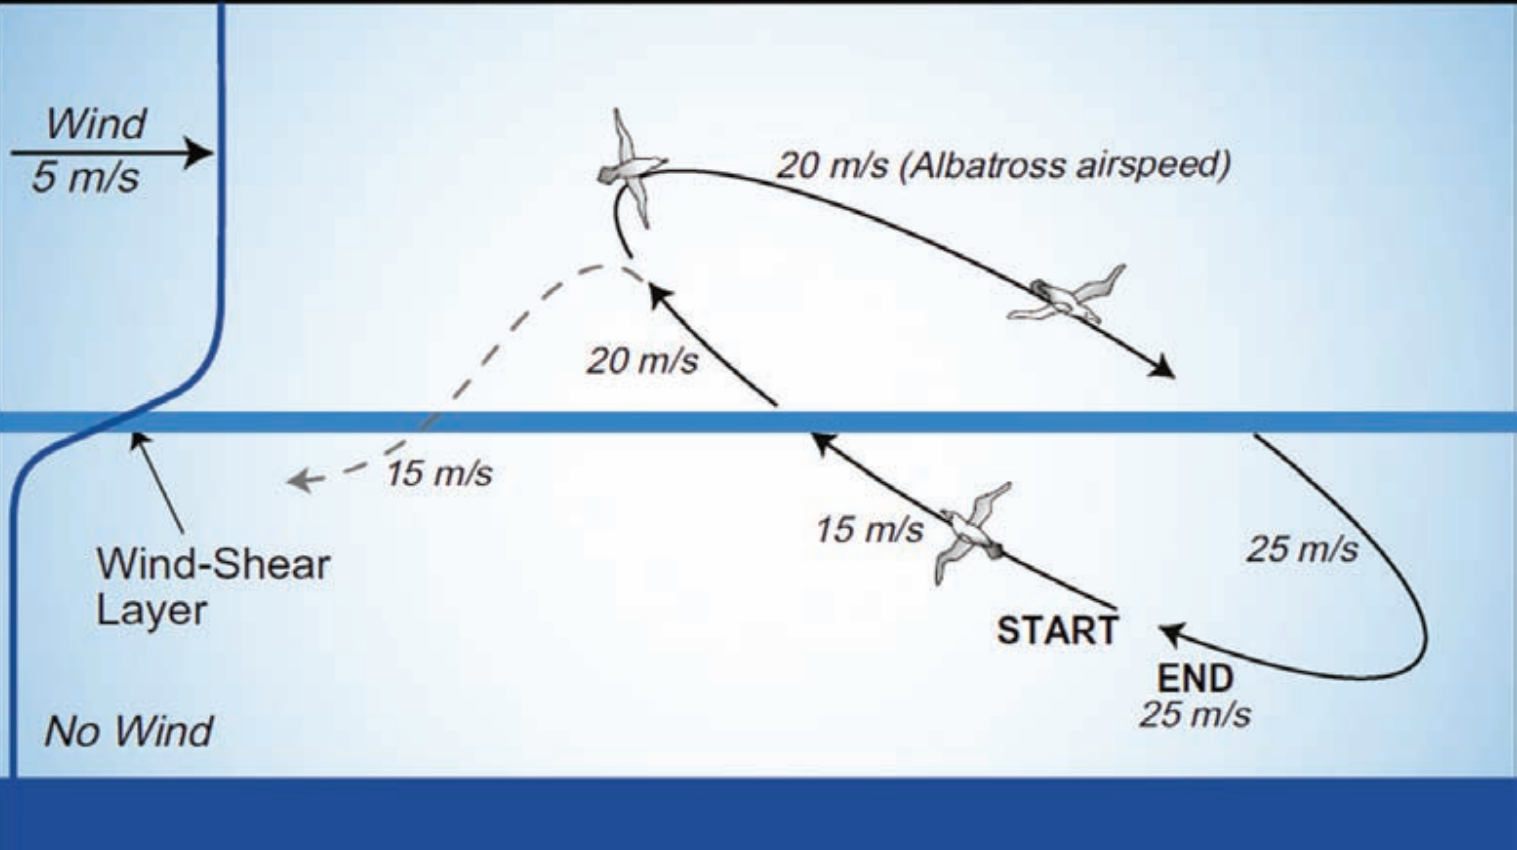 Wind
5 m/s
20 m/s (Albatross airspeed)
20 m/s
15 m/s
15 m/s
25 m/s
Wind-Shear
Layer
START
END
25 m/s
No Wind